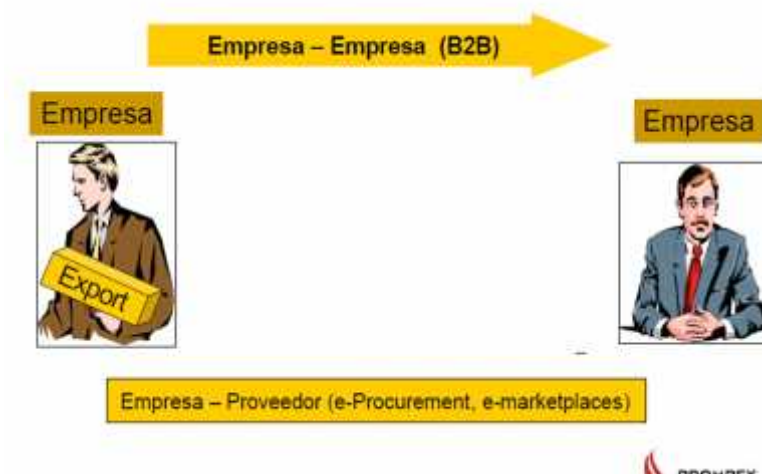 Empresa – Empresa (B2B)
Empresa
Empresa
Export
Empresa – Proveedor (e-Procurement, e-marketplaces)